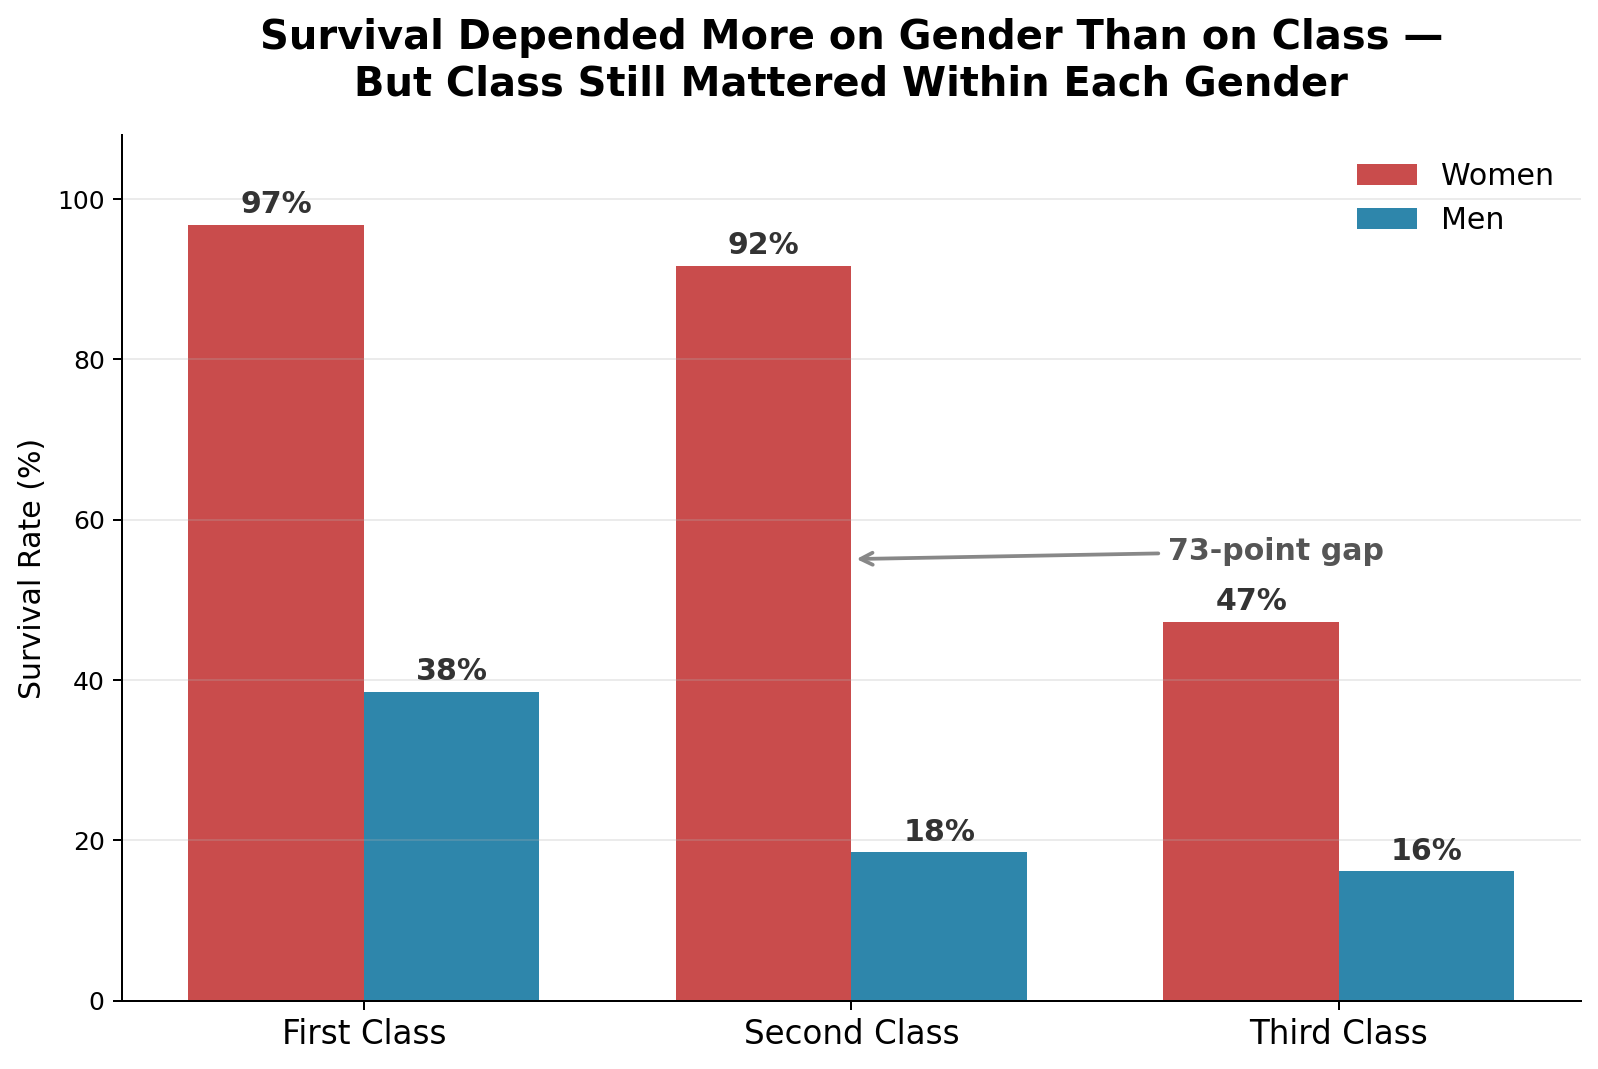 Survival Depended More on Gender Than on Class —
But Class Still Mattered Within Each Gender
Women
Men
Survival Rate (%)
100
80
60
40
20
0
97%
38%
92%
18%
73-point gap
47%
16%
First Class
Second Class
Third Class